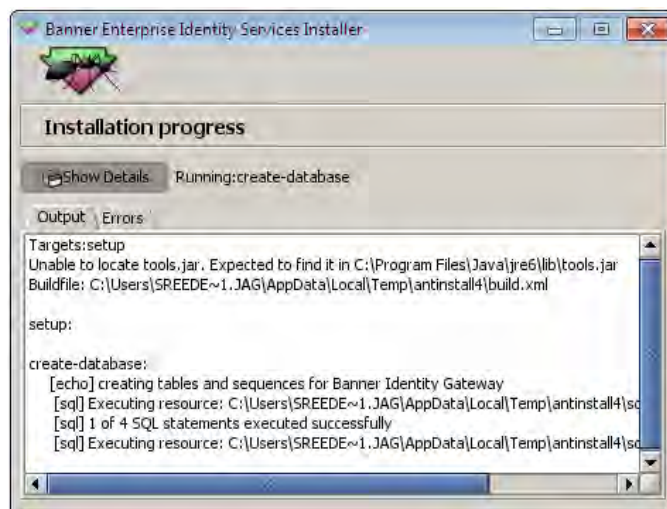 Banner Enterprise Identity Services Installer
Installation progress
Show Details Running:create-database
Output Errors
Targets:setup
Unable to locate tools.jar. Expected to find it in C:\Program Files\Java\jre6\lib\tools.jar
Buildfile: C:\Users\SREEDE~1.JAG\AppData\Local\Temp\antinstall4\build.xml
setup:
create-database:
[echo] creating tables and sequences for Banner Identity Gateway
[sql] Executing resource: C:\Users\SREEDE~1.JAG\AppData\Local\Temp\antinstall4\sc
[sql] 1 of 4 SQL statements executed successfully
[sql] Executing resource: C:\Users\SREEDE~1.JAG\AppData\Local\Temp\antinstall4\sc